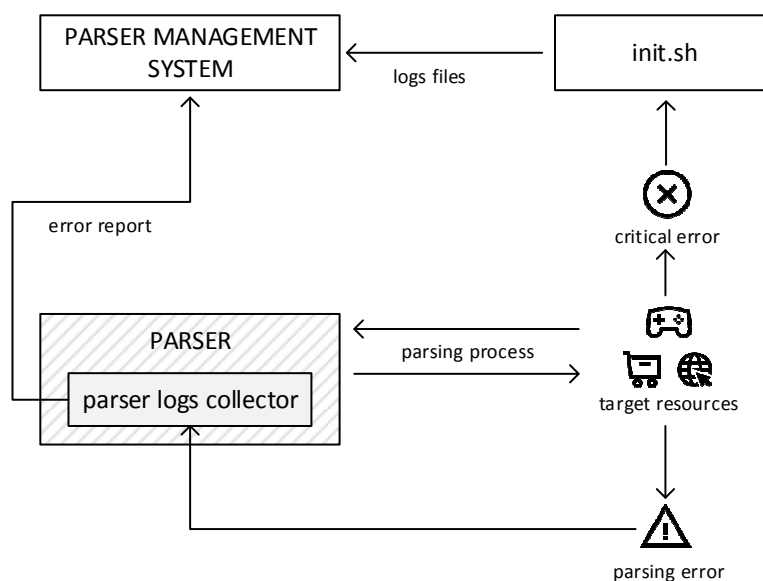 PARSER MANAGEMENT
SYSTEM
init.sh
logs files
error report
critical error
PARSER
parser logs collector
parsing process
target resources
parsing error